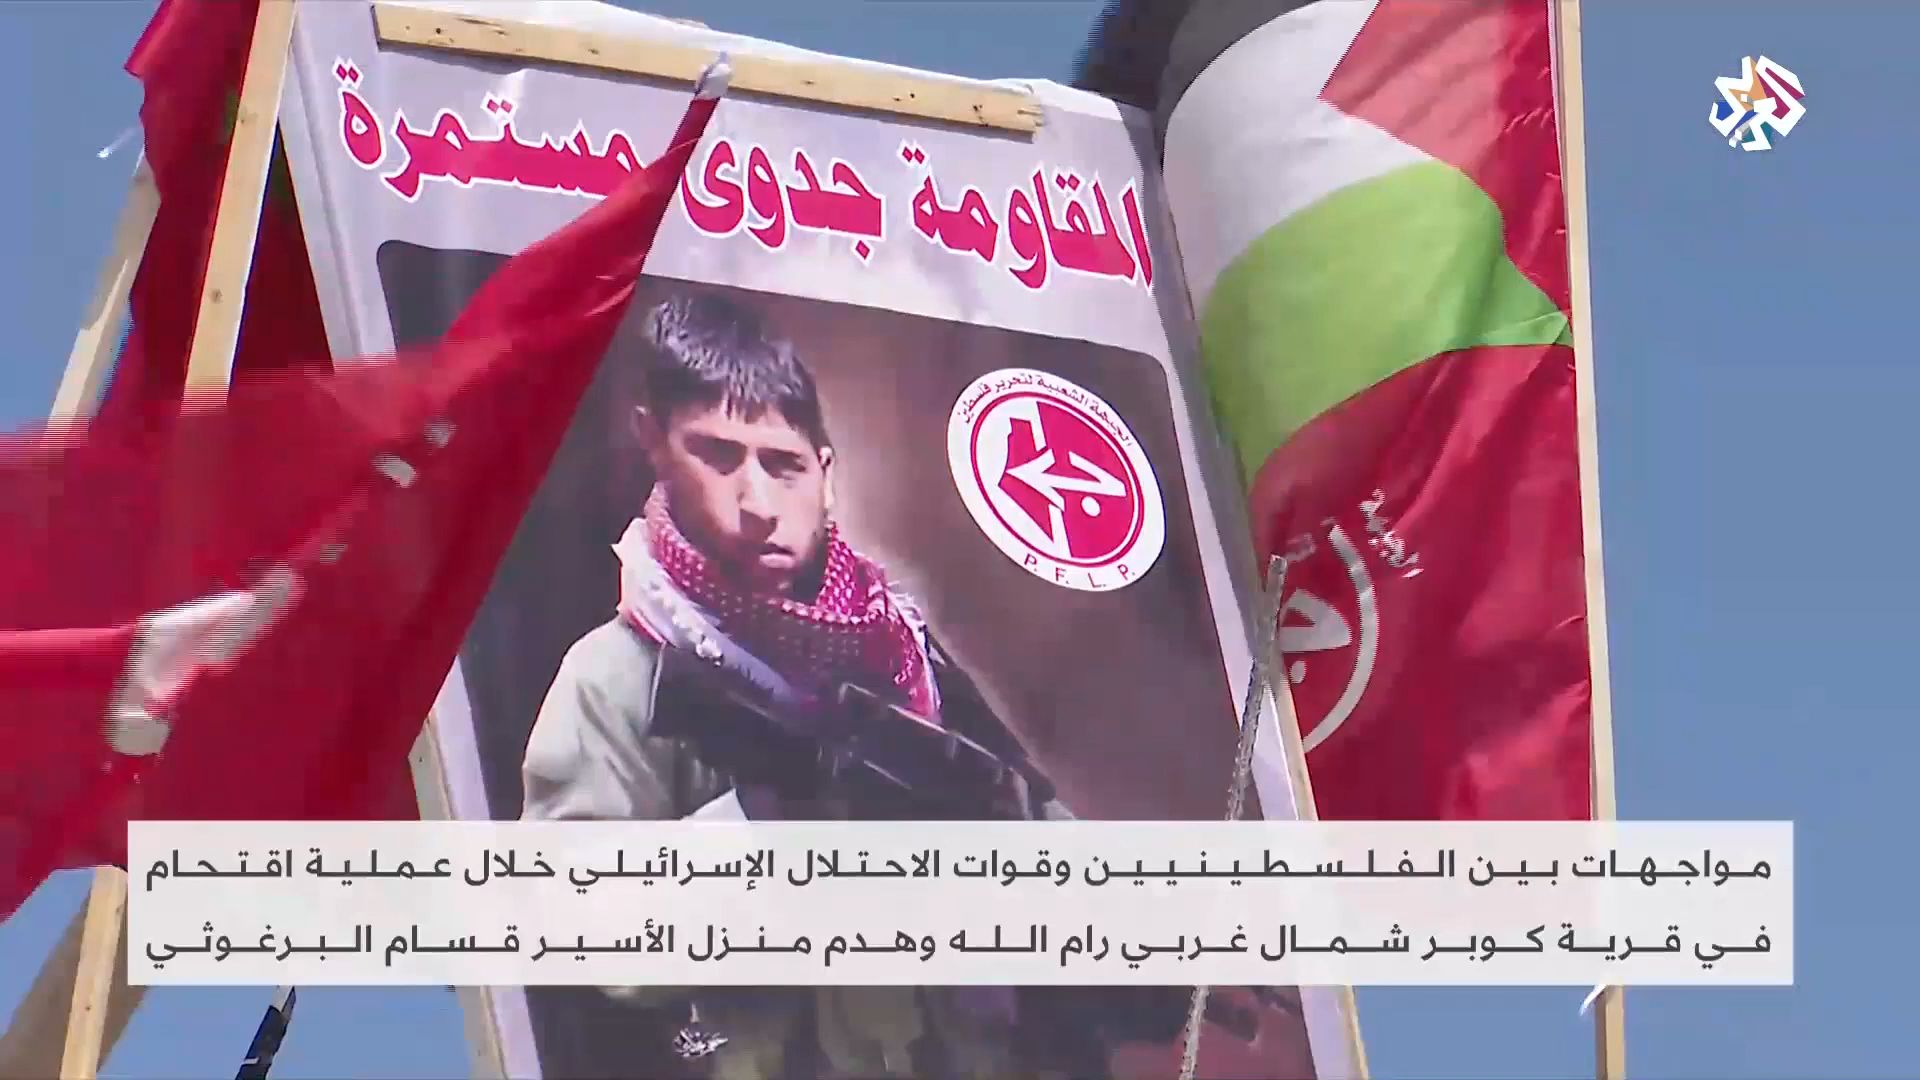 المقاومة جدوى مستمرة
الجبهة الشعبية لتحرير فلسطين
P. F. L. P.
مواجهات بين الفلسطينيين وقوات الاحتلال الإسرائيلي خلال عملية اقتحام
في قرية كوبر شمال غربي رام الله وهدم منزل الأسير قسام البرغوثي